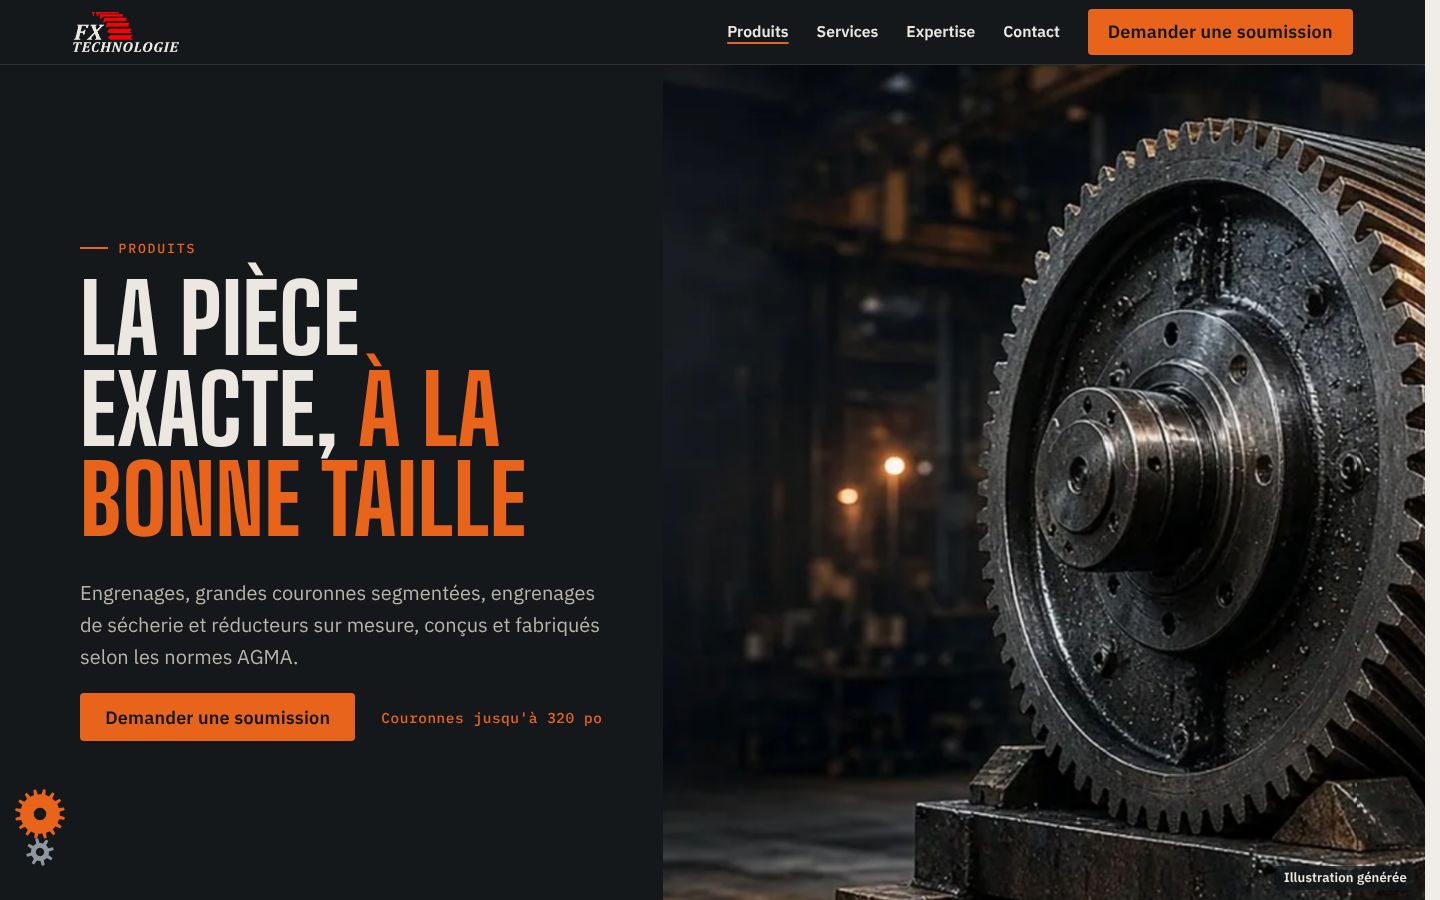 FX
TECHNOLOGIE
Produits
Services
Expertise
Contact
Demander une soumission
PRODUITS
LA PIÈCE
EXACTE, À LA
BONNE TAILLE
Engrenages, grandes couronnes segmentées, engrenages
de sécherie et réducteurs sur mesure, conçus et fabriqués
selon les normes AGMA.
Demander une soumission
Couronnes jusqu'à 320 po
Illustration générée